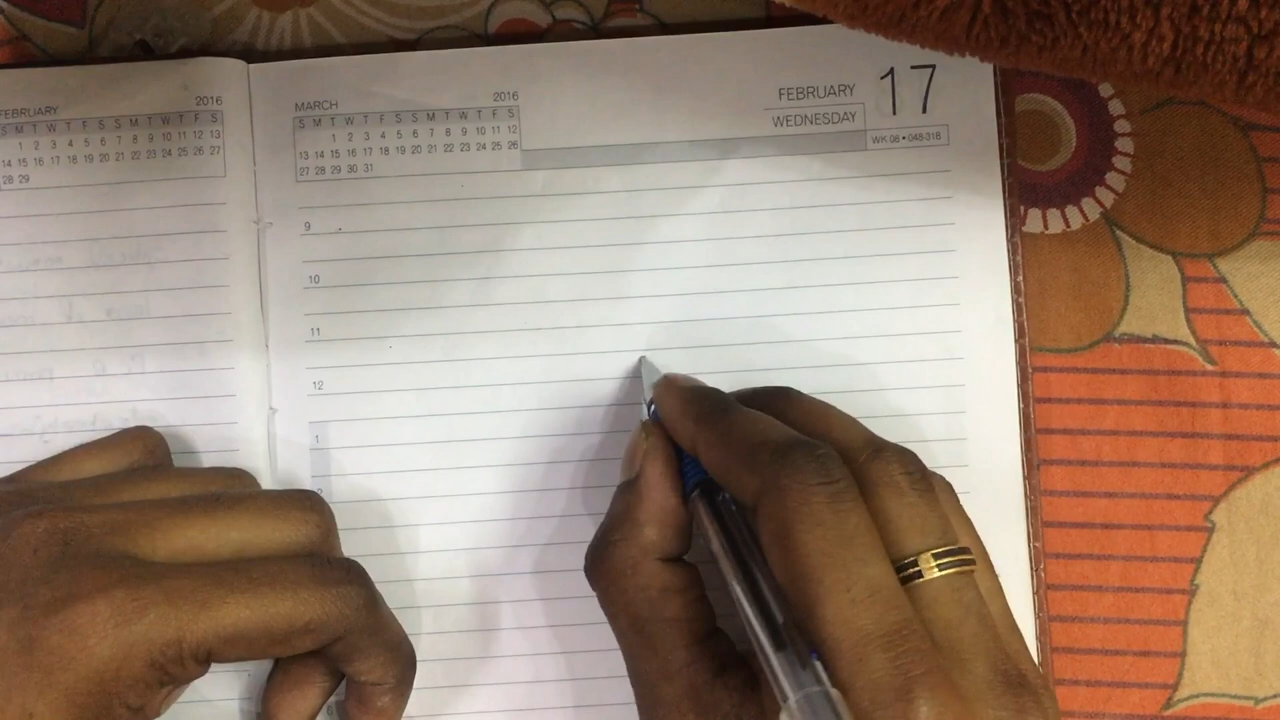 FEBRUARY 2016
S M T W T F S S M T W T F S
1 2 3 4 5 6 7 8 9 10 11 12 13
14 15 16 17 18 19 20 21 22 23 24 25 26 27
28 29
MARCH 2016
S M T W T F S S M T W T F S
1 2 3 4 5 6 7 8 9 10 11 12
13 14 15 16 17 18 19 20 21 22 23 24 25 26
27 28 29 30 31
FEBRUARY 17
WEDNESDAY
WK 08 • 048-318
9
10
11
12
1
2
6